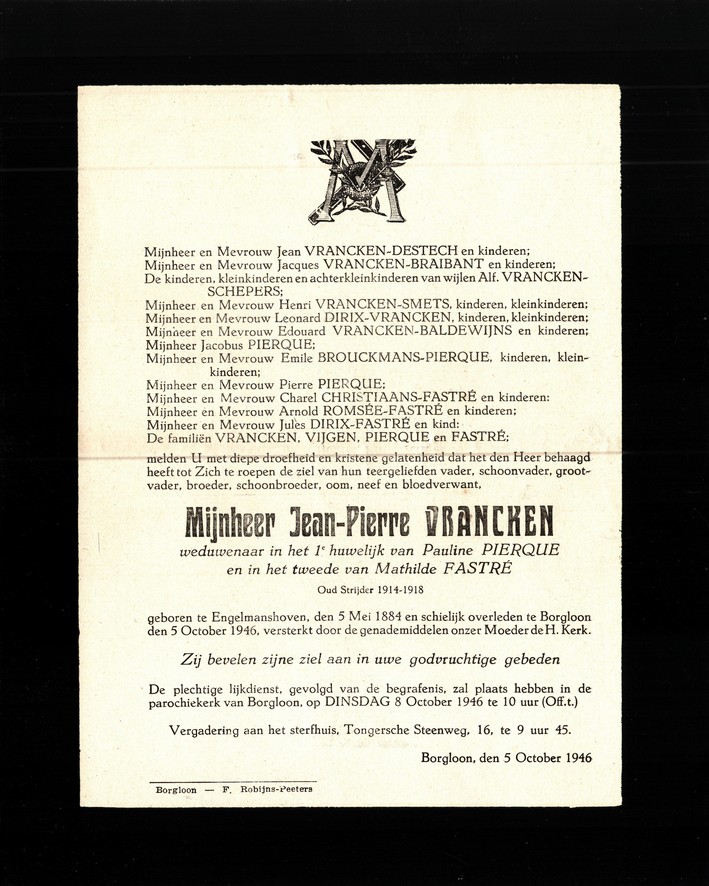 Mijnheer en Mevrouw Jean VRANCKEN-DESTECH en kinderen;
Mijnheer en Mevrouw Jacques VRANCKEN-BRAIBANT en kinderen;
De kinderen, kleinkinderen en achterkleinkinderen van wijlen Alf. VRANCKEN-
SCHEPERS;
Mijnheer en Mevrouw Henri VRANCKEN-SMETS, kinderen, kleinkinderen;
Mijnheer en Mevrouw Leonard DIRIX-VRANCKEN, kinderen, kleinkinderen;
Mijnheer en Mevrouw Edouard VRANCKEN-BALDEWIJNS en kinderen;
Mijnheer Jacobus PIERQUE;
Mijnheer en Mevrouw Emile BROUCKMANS-PIERQUE, kinderen, klein-
kinderen;
Mijnheer en Mevrouw Pierre PIERQUE;
Mijnheer en Mevrouw Charel CHRISTIAANS-FASTRÉ en kinderen:
Mijnheer en Mevrouw Arnold ROMSÉE-FASTRÉ en kinderen;
Mijnheer en Mevrouw Jules DIRIX-FASTRÉ en kind:
De familiën VRANCKEN, VIJGEN, PIERQUE en FASTRÉ;
melden U met diepe droefheid en kristene gelatenheid dat het den Heer behaagd
heeft tot Zich te roepen de ziel van hun teergeliefden vader, schoonvader, groot-
vader, broeder, schoonbroeder, oom, neef en bloedverwant,
Mijnheer Jean-Pierre VRANCKEN
weduwenaar in het 1e huwelijk van Pauline PIERQUE
en in het tweede van Mathilde FASTRÉ
Oud Strijder 1914-1918
geboren te Engelmanshoven, den 5 Mei 1884 en schielijk overleden te Borgloon
den 5 October 1946, versterkt door de genademiddelen onzer Moeder de H. Kerk.
Zij bevelen zijne ziel aan in uwe godvruchtige gebeden
De plechtige lijkdienst, gevolgd van de begrafenis, zal plaats hebben in de
parochiekerk van Borgloon, op DINSDAG 8 October 1946 te 10 uur (Off.t.)
Vergadering aan het sterfhuis, Tongersche Steenweg, 16, te 9 uur 45.
Borgloon, den 5 October 1946
Borgloon — F. Robijns-Peeters